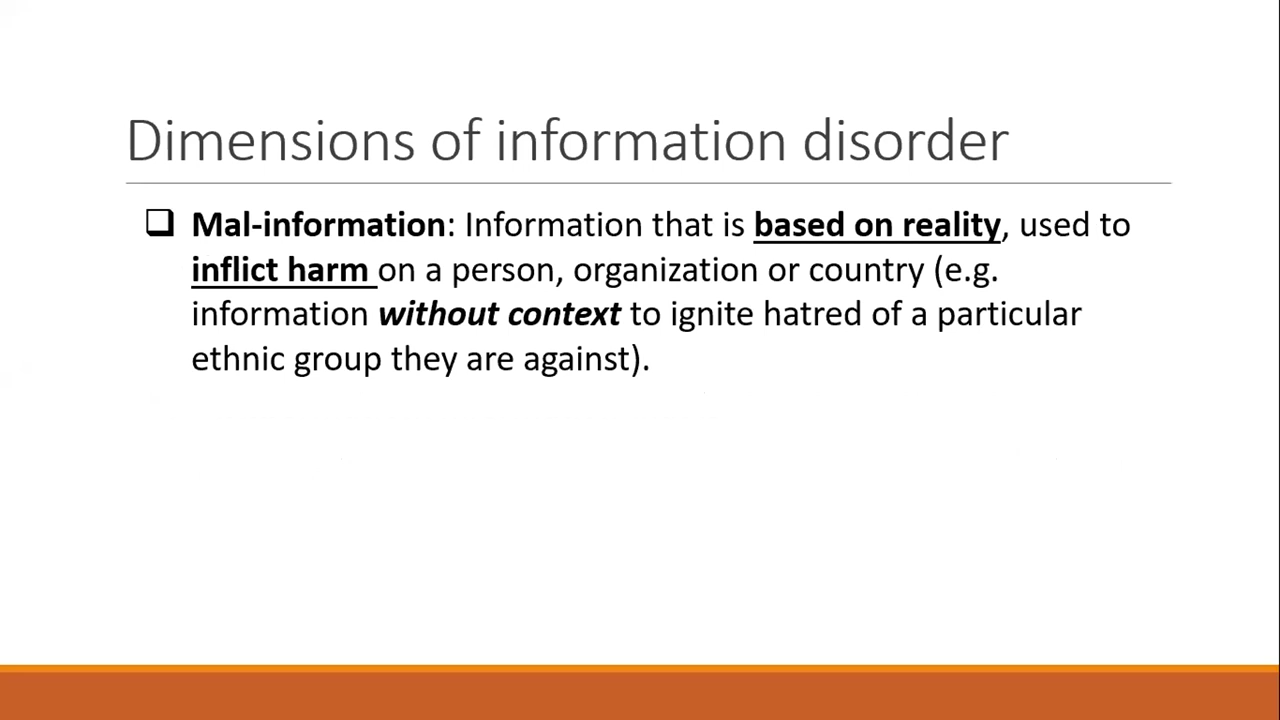 Dimensions of information disorder
❑ Mal-information: Information that is based on reality, used to
inflict harm on a person, organization or country (e.g.
information without context to ignite hatred of a particular
ethnic group they are against).